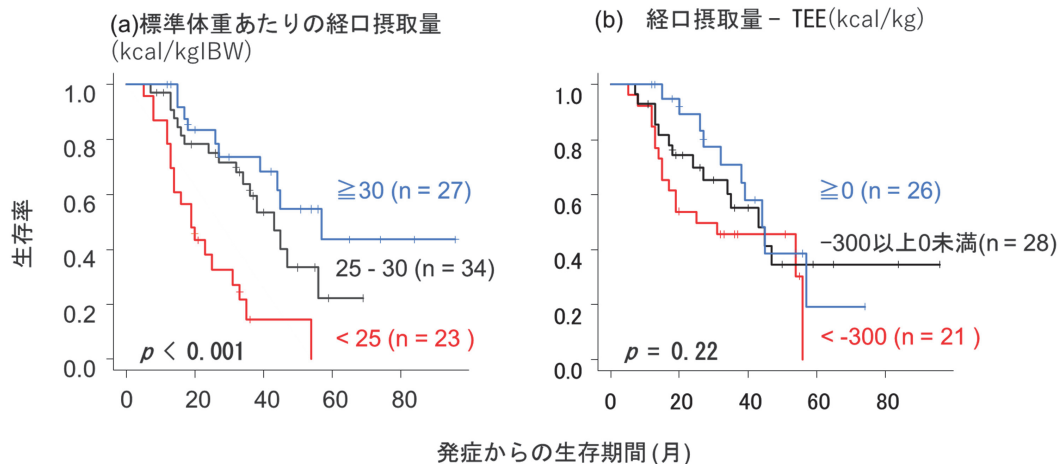 (a)標準体重あたりの経口摂取量
(kcal/kgIBW)
1.0
0.8
0.6
0.4
0.2
0.0
生存率
≧30 (n = 27)
25 - 30 (n = 34)
< 25 (n = 23 )
p < 0.001
0
20
40
60
80
(b) 経口摂取量 - TEE(kcal/kg)
1.0
0.8
0.6
0.4
0.2
0.0
≧0 (n = 26)
-300以上0未満(n = 28)
< -300 (n = 21 )
p = 0.22
0
20
40
60
80
発症からの生存期間 (月)